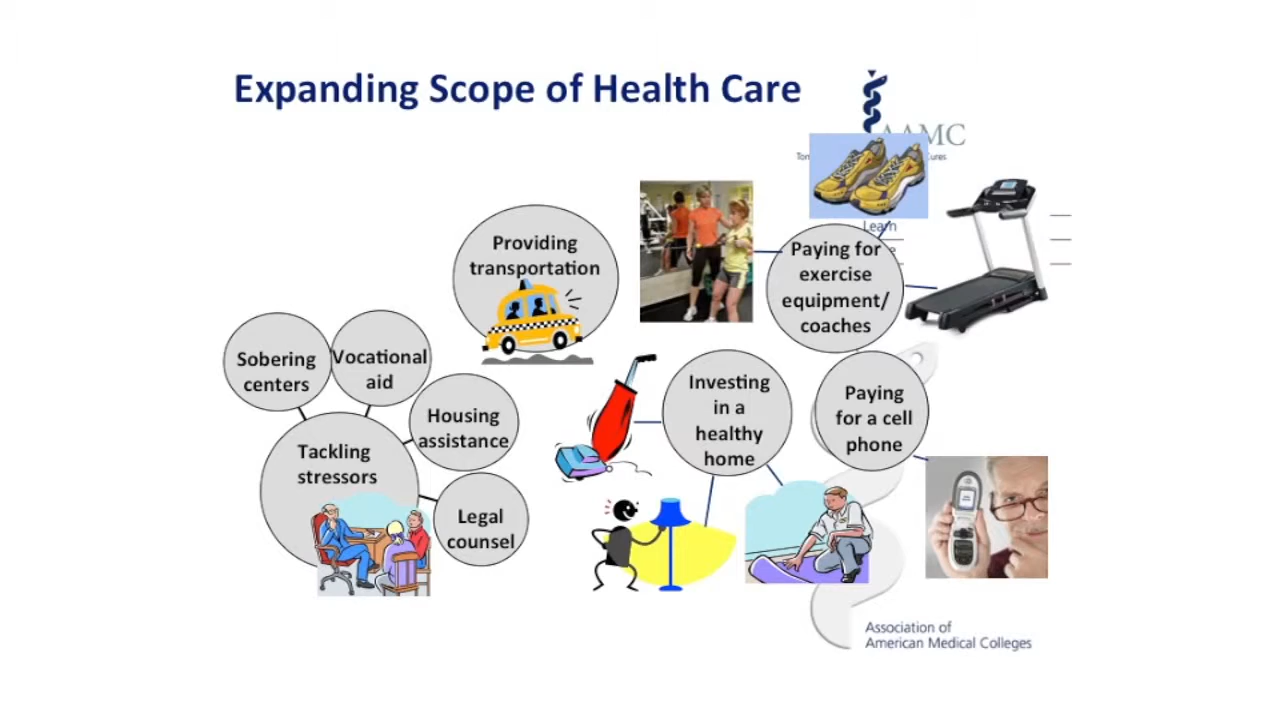 Expanding Scope of Health Care
AAMC
Learn
Providing
transportation
Paying for
exercise
equipment/
coaches
Sobering
centers
Vocational
aid
Housing
assistance
Tackling
stressors
Legal
counsel
Investing
in a
healthy
home
Paying
for a cell
phone
Association of
American Medical Colleges